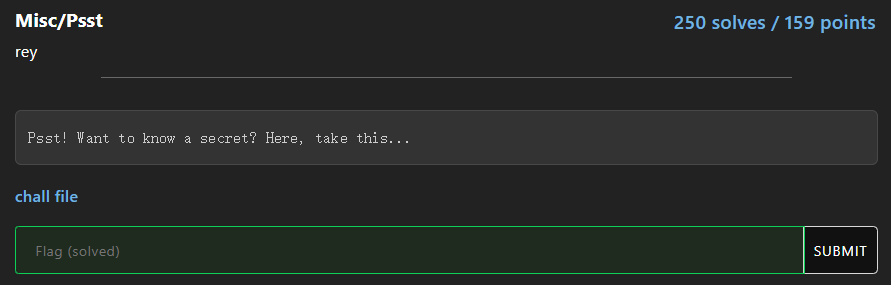 Misc/Psst
250 solves / 159 points
rey
Psst! Want to know a secret? Here, take this...
chall file
Flag (solved)
SUBMIT